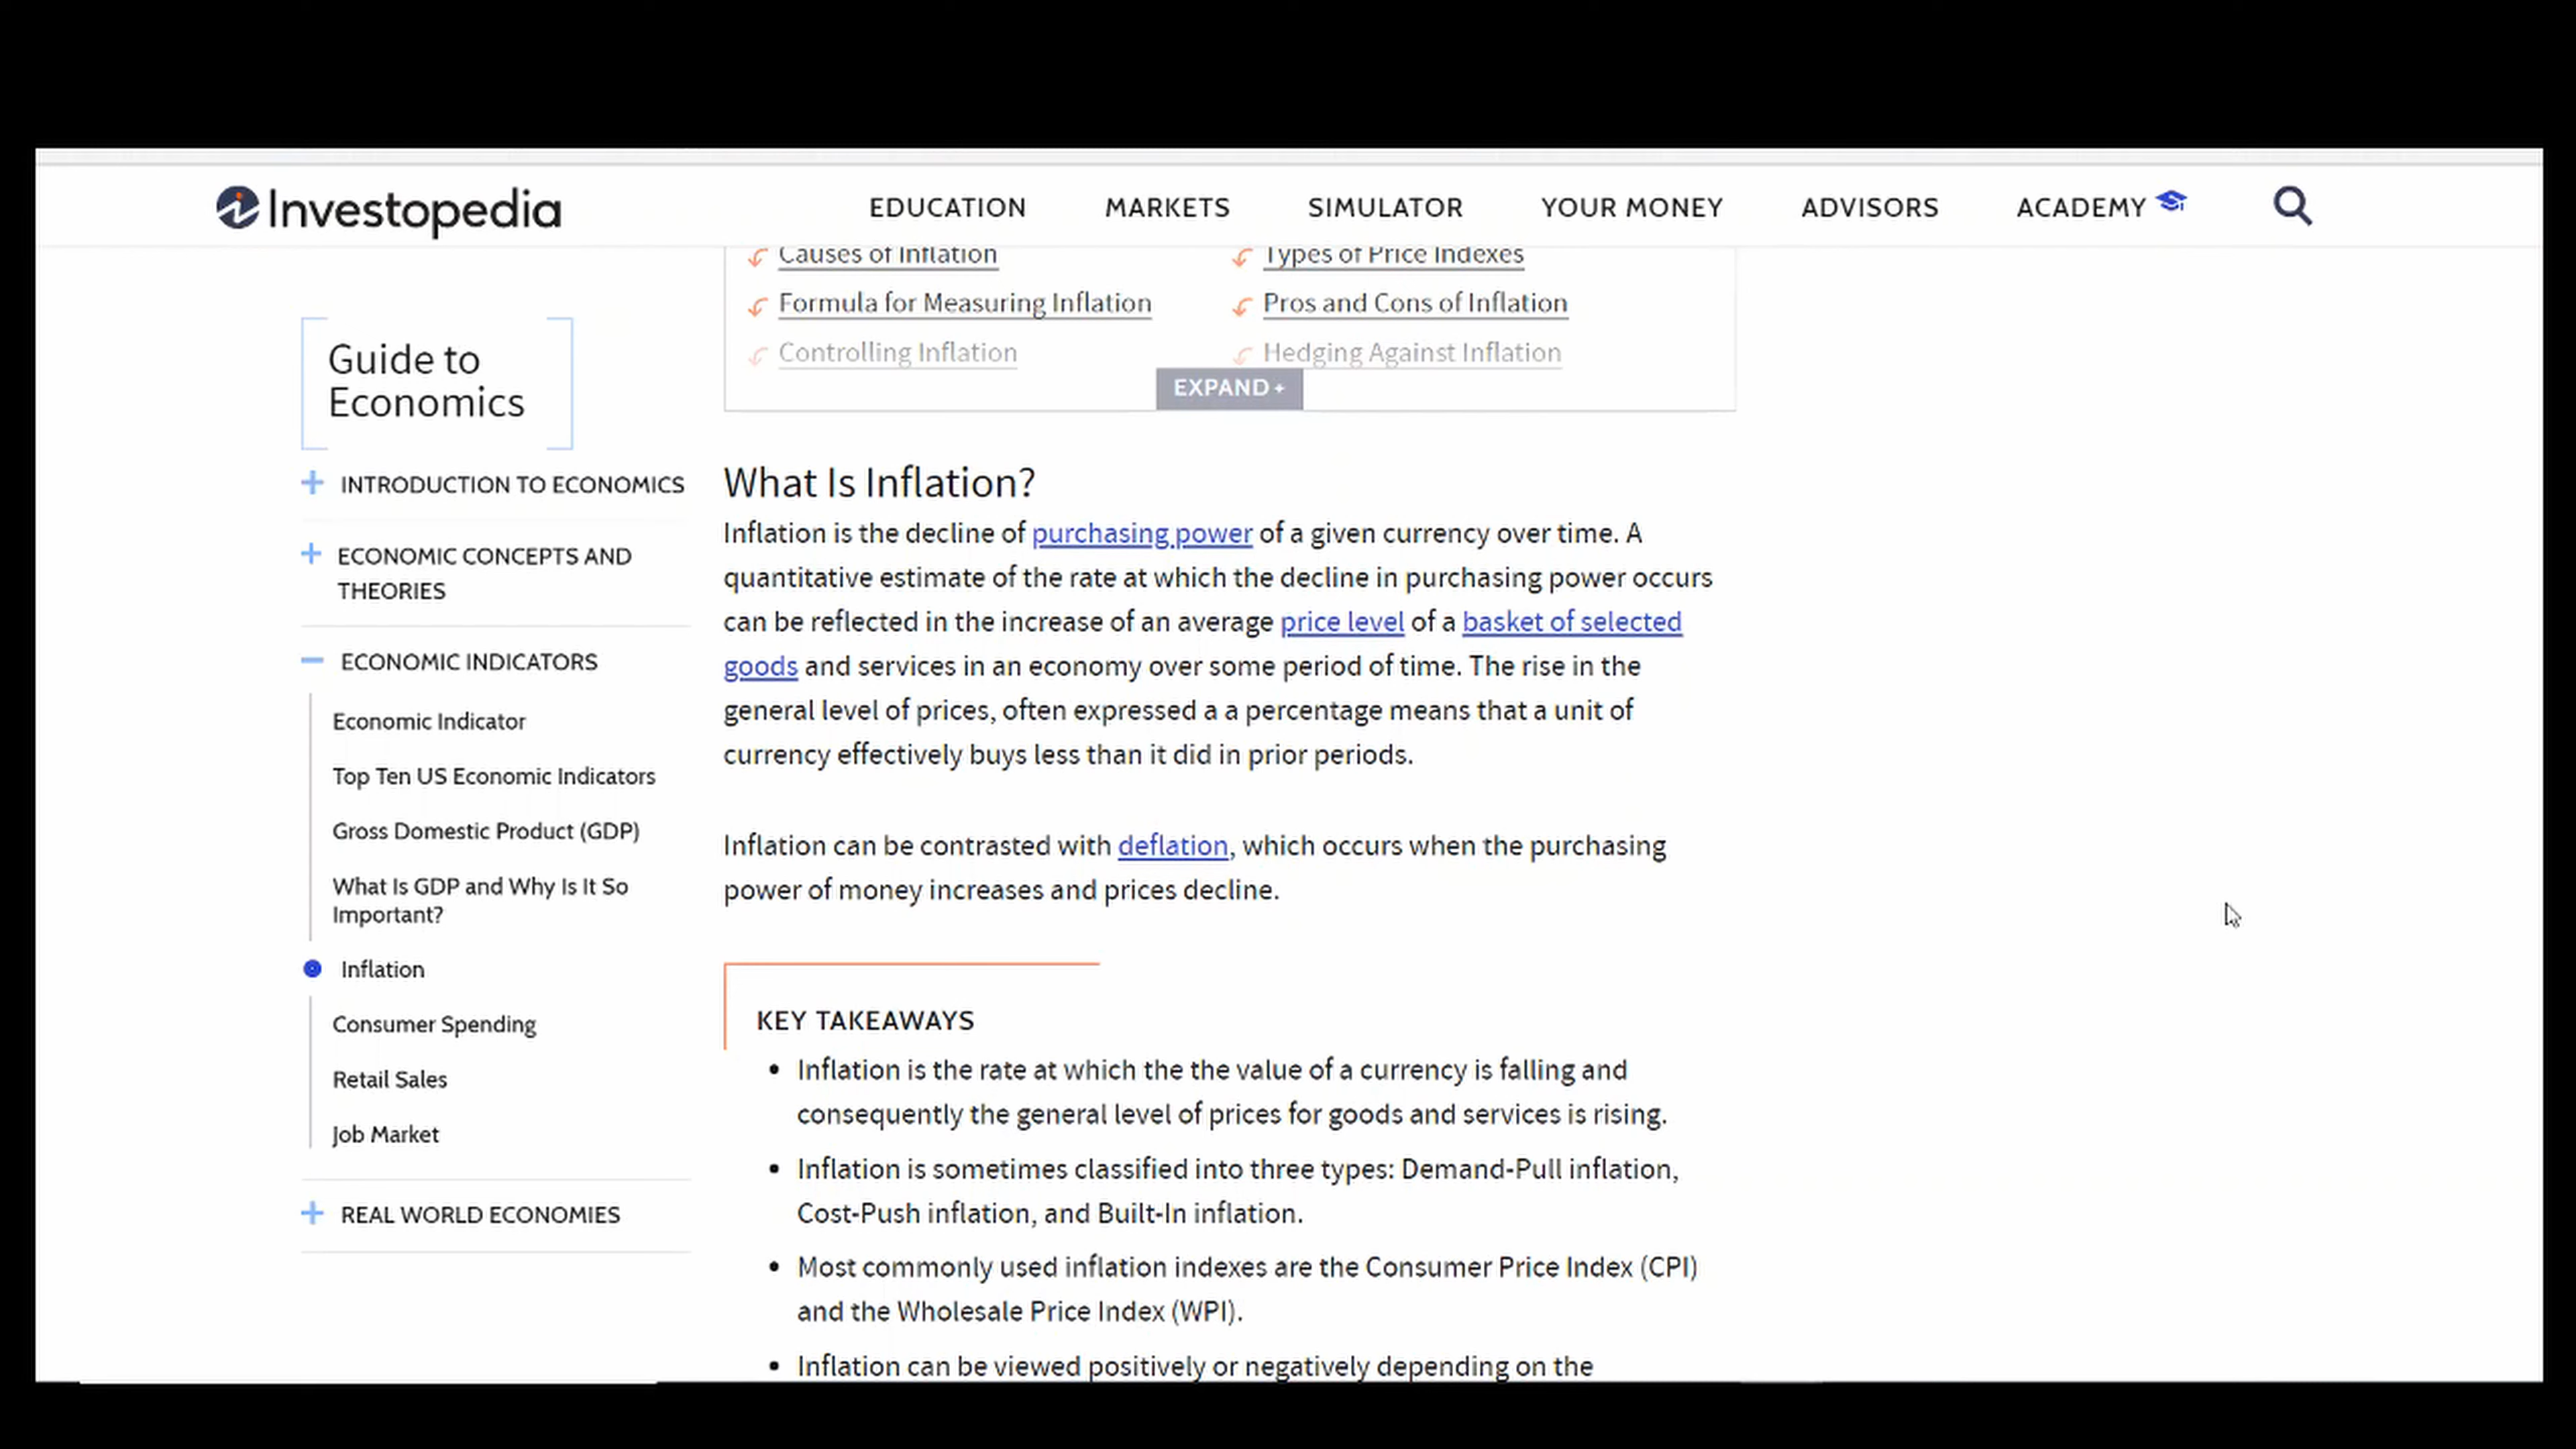 Investopedia
EDUCATION MARKETS SIMULATOR YOUR MONEY ADVISORS ACADEMY
Causes of Inflation Types of Price Indexes
Formula for Measuring Inflation Pros and Cons of Inflation
Controlling Inflation Hedging Against Inflation
EXPAND +
Guide to
Economics
+ INTRODUCTION TO ECONOMICS
+ ECONOMIC CONCEPTS AND
THEORIES
− ECONOMIC INDICATORS
Economic Indicator
Top Ten US Economic Indicators
Gross Domestic Product (GDP)
What Is GDP and Why Is It So
Important?
Inflation
Consumer Spending
Retail Sales
Job Market
+ REAL WORLD ECONOMIES
What Is Inflation?
Inflation is the decline of purchasing power of a given currency over time. A
quantitative estimate of the rate at which the decline in purchasing power occurs
can be reflected in the increase of an average price level of a basket of selected
goods and services in an economy over some period of time. The rise in the
general level of prices, often expressed a a percentage means that a unit of
currency effectively buys less than it did in prior periods.
Inflation can be contrasted with deflation, which occurs when the purchasing
power of money increases and prices decline.
KEY TAKEAWAYS
• Inflation is the rate at which the the value of a currency is falling and
consequently the general level of prices for goods and services is rising.
• Inflation is sometimes classified into three types: Demand-Pull inflation,
Cost-Push inflation, and Built-In inflation.
• Most commonly used inflation indexes are the Consumer Price Index (CPI)
and the Wholesale Price Index (WPI).
• Inflation can be viewed positively or negatively depending on the